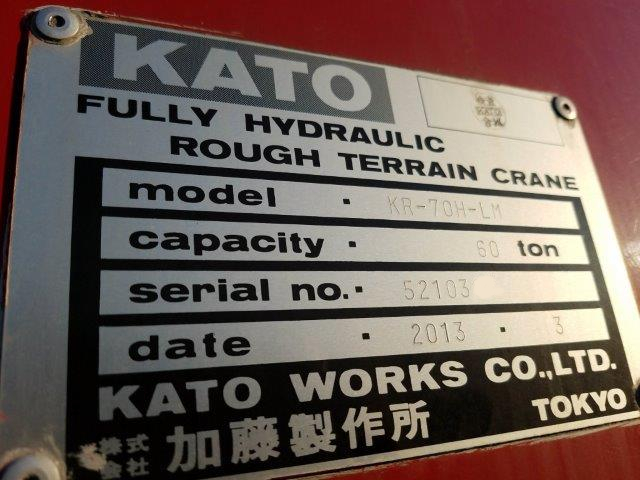 KATO
FULLY HYDRAULIC
ROUGH TERRAIN CRANE
model · KR-70H-LM
capacity · 60 ton
serial no. · 52103
date · 2013 · 3
KATO WORKS CO.,LTD.
株式会社 加藤製作所 TOKYO